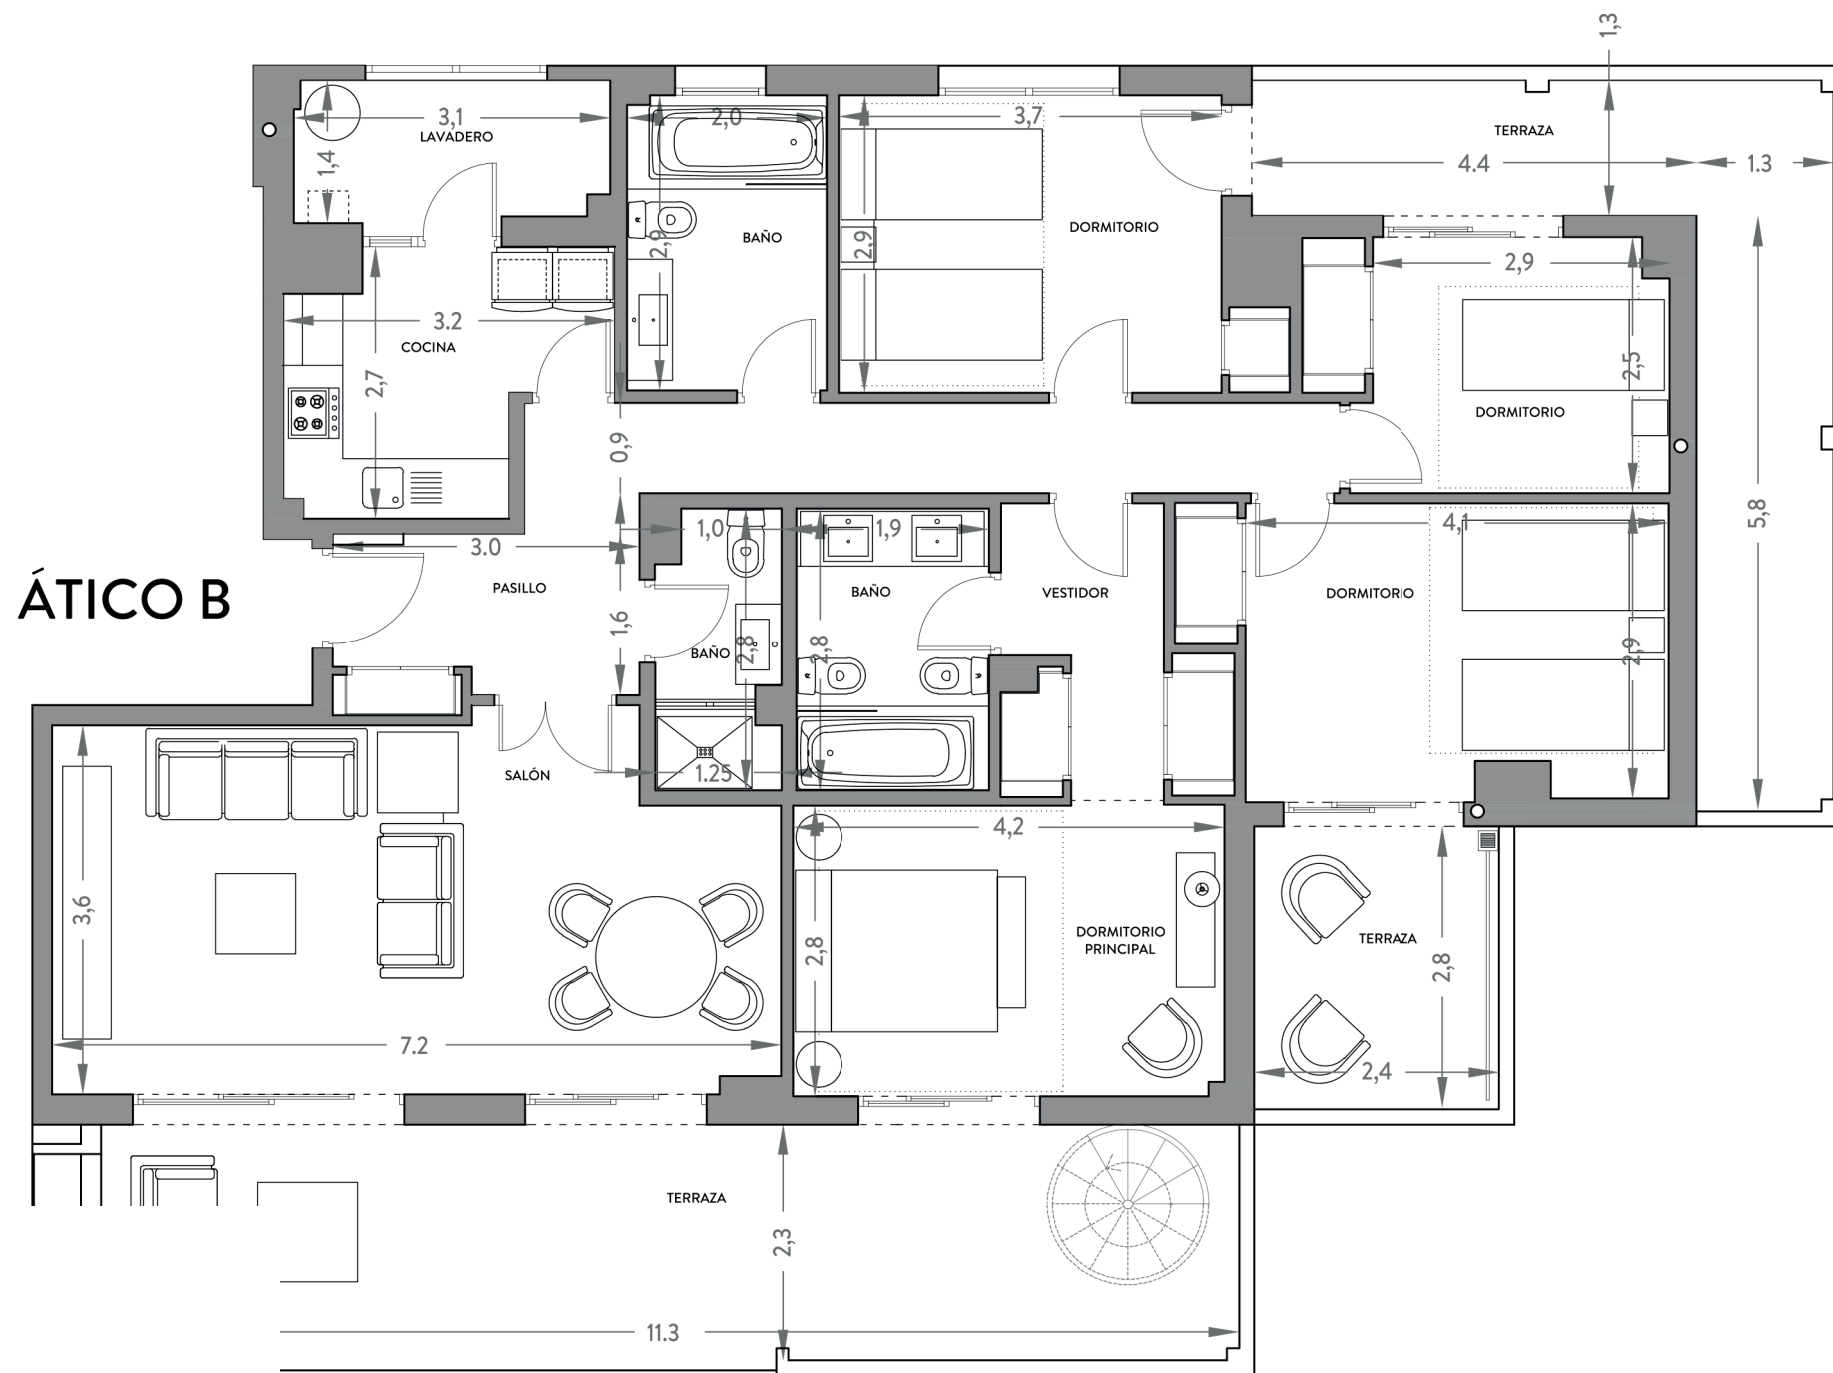 1,3
3,1
LAVADERO
1,4
2,0
2,9
BAÑO
3,7
2,9
DORMITORIO
TERRAZA
4.4
1.3
2,9
2,5
DORMITORIO
3.2
COCINA
2,7
0,9
5,8
ÁTICO B
3.0
PASILLO
1,6
1,0
2,8
BAÑO
1.25
1,9
BAÑO
2,8
VESTIDOR
4,1
DORMITORIO
2,9
SALÓN
3,6
7.2
4,2
2,8
DORMITORIO
PRINCIPAL
TERRAZA
2,8
2,4
TERRAZA
2,3
11.3